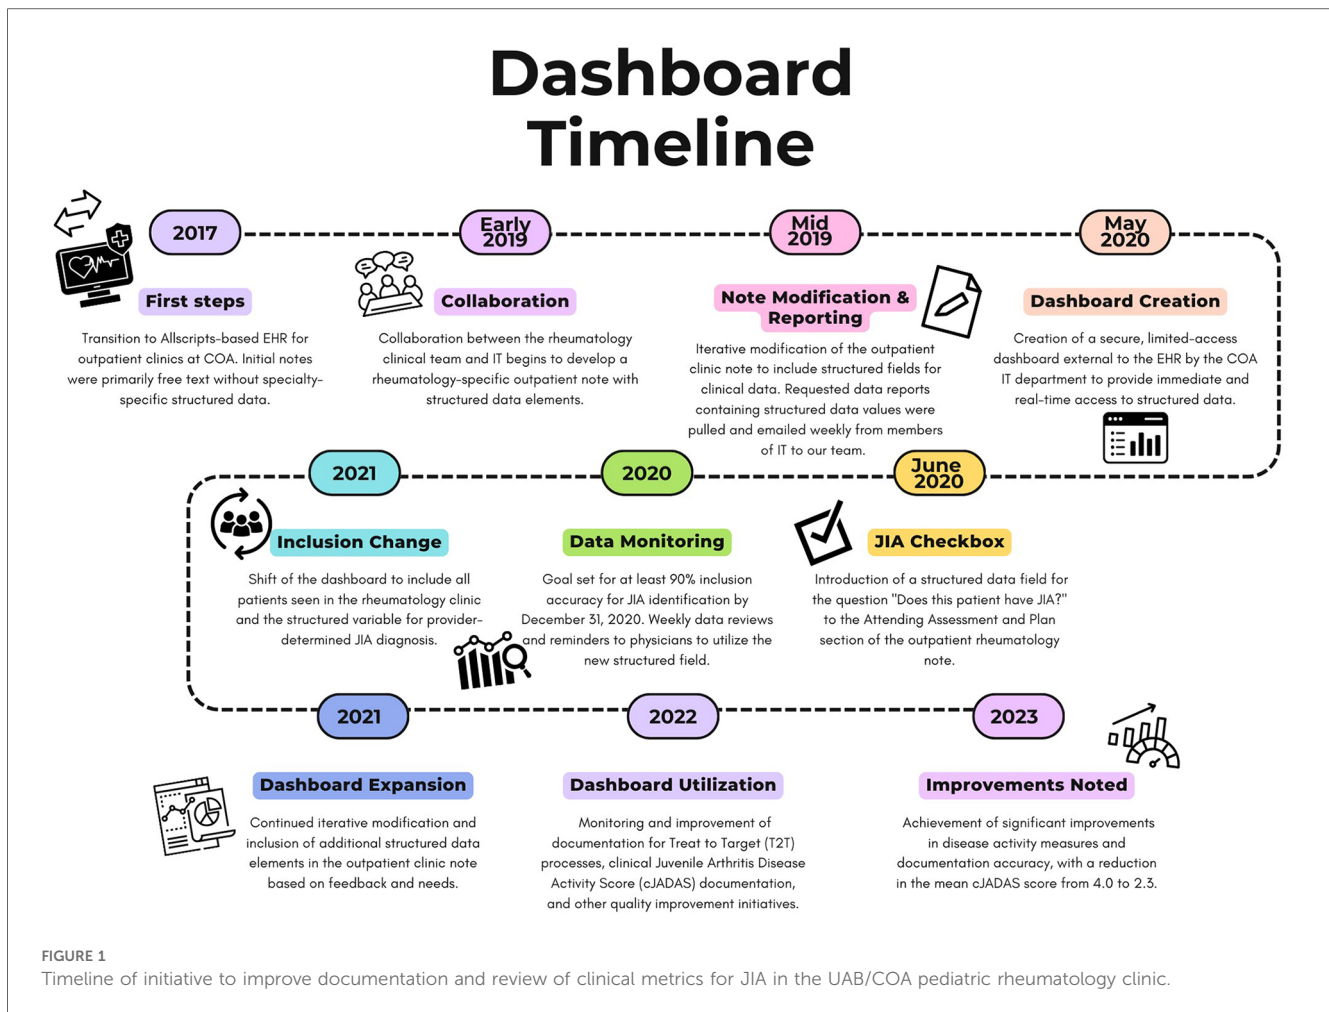 Dashboard
Timeline
2017
First steps
Transition to Allscripts-based EHR for
outpatient clinics at COA. Initial notes
were primarily free text without specialty-
specific structured data.
Early
2019
Collaboration
Collaboration between the rheumatology
clinical team and IT begins to develop a
rheumatology-specific outpatient note with
structured data elements.
Mid
2019
Note Modification &
Reporting
Iterative modification of the outpatient
clinic note to include structured fields for
clinical data. Requested data reports
containing structured data values were
pulled and emailed weekly from members
of IT to our team.
May
2020
Dashboard Creation
Creation of a secure, limited-access
dashboard external to the EHR by the COA
IT department to provide immediate and
real-time access to structured data.
June
2020
JIA Checkbox
Introduction of a structured data field for
the question "Does this patient have JIA?"
to the Attending Assessment and Plan
section of the outpatient rheumatology
note.
2020
Data Monitoring
Goal set for at least 90% inclusion
accuracy for JIA identification by
December 31, 2020. Weekly data reviews
and reminders to physicians to utilize the
new structured field.
2021
Inclusion Change
Shift of the dashboard to include all
patients seen in the rheumatology clinic
and the structured variable for provider-
determined JIA diagnosis.
2021
Dashboard Expansion
Continued iterative modification and
inclusion of additional structured data
elements in the outpatient clinic note
based on feedback and needs.
2022
Dashboard Utilization
Monitoring and improvement of
documentation for Treat to Target (T2T)
processes, clinical Juvenile Arthritis Disease
Activity Score (cJADAS) documentation,
and other quality improvement initiatives.
2023
Improvements Noted
Achievement of significant improvements
in disease activity measures and
documentation accuracy, with a reduction
in the mean cJADAS score from 4.0 to 2.3.
FIGURE 1
Timeline of initiative to improve documentation and review of clinical metrics for JIA in the UAB/COA pediatric rheumatology clinic.